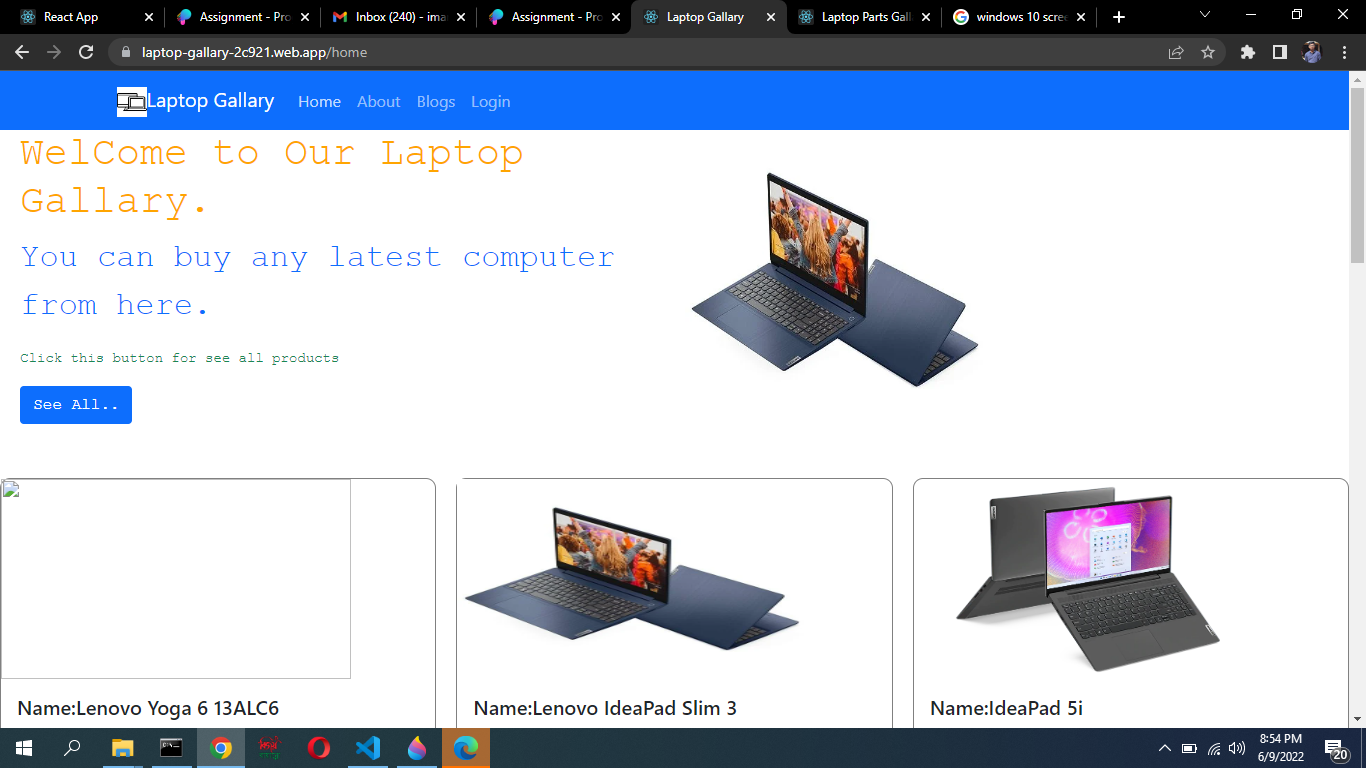 React App
Assignment - Pro
Inbox (240) - ima
Assignment - Pro
Laptop Gallary
Laptop Parts Gall
windows 10 scre
laptop-gallary-2c921.web.app/home
Laptop Gallary
Home
About
Blogs
Login
WelCome to Our Laptop
Gallary.
You can buy any latest computer
from here.
Click this button for see all products
See All..
Name:Lenovo Yoga 6 13ALC6
Name:Lenovo IdeaPad Slim 3
Name:IdeaPad 5i
8:54 PM
6/9/2022
20